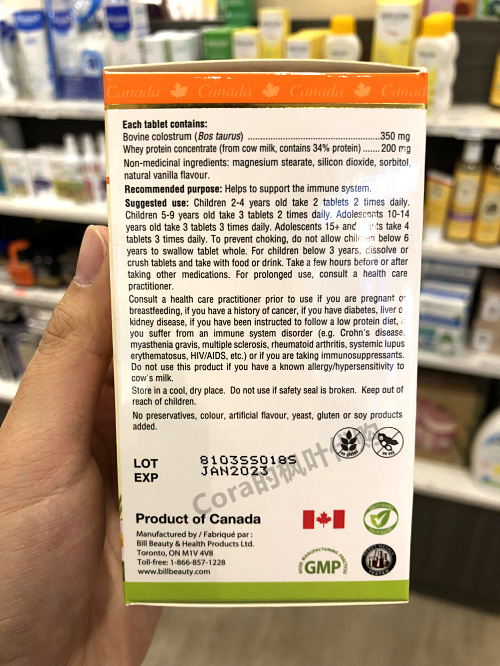 Canada Canada Canada Canad
Each tablet contains:
Bovine colostrum (Bos taurus) ..........................................350 mg
Whey protein concentrate (from cow milk, contains 34% protein) .......200 mg
Non-medicinal ingredients: magnesium stearate, silicon dioxide, sorbitol,
natural vanilla flavour.
Recommended purpose: Helps to support the immune system.
Suggested use: Children 2-4 years old take 2 tablets 2 times daily.
Children 5-9 years old take 3 tablets 2 times daily. Adolescents 10-14
years old take 3 tablets 3 times daily. Adolescents 15+ and take 4
tablets 3 times daily. To prevent choking, do not allow children below 6
years to swallow tablet whole. For children below 3 years, dissolve or
crush tablets and take with food or drink. Take a few hours before or after
taking other medications. For prolonged use, consult a health care
practitioner.
Consult a health care practitioner prior to use if you are pregnant o
breastfeeding, if you have a history of cancer, if you have diabetes, liver o
kidney disease, if you have been instructed to follow a low protein diet, i
you suffer from an immune system disorder (e.g. Crohn's disease,
myasthenia gravis, multiple sclerosis, rheumatoid arthritis, systemic lupus
erythematosus, HIV/AIDS, etc.) or if you are taking immunosuppressants.
Do not use this product if you have a known allergy/hypersensitivity to
cow's milk.
Store in a cool, dry place. Do not use if safety seal is broken. Keep out of
reach of children.
No preservatives, colour, artificial flavour, yeast, gluten or soy products
added.
LOT 8103550185
EXP JAN2023
Cora的枫叶
Product of Canada
Manufactured by / Fabriqué par :
Bill Beauty & Health Products Ltd.
Toronto, ON M1V 4V8
Toll-free: 1-866-857-1228
www.billbeauty.com
GOOD MANUFACTURING PRACTICE
GMP